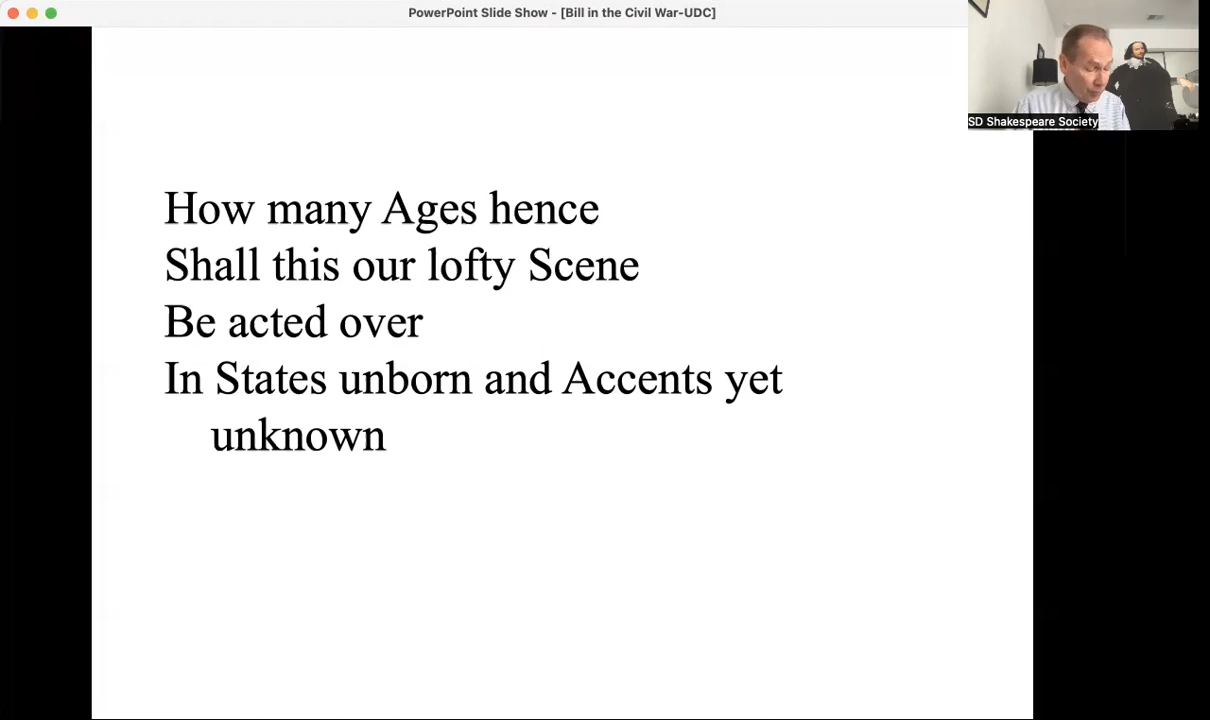 PowerPoint Slide Show - [Bill in the Civil War-UDC]
SD Shakespeare Society
How many Ages hence
Shall this our lofty Scene
Be acted over
In States unborn and Accents yet
unknown